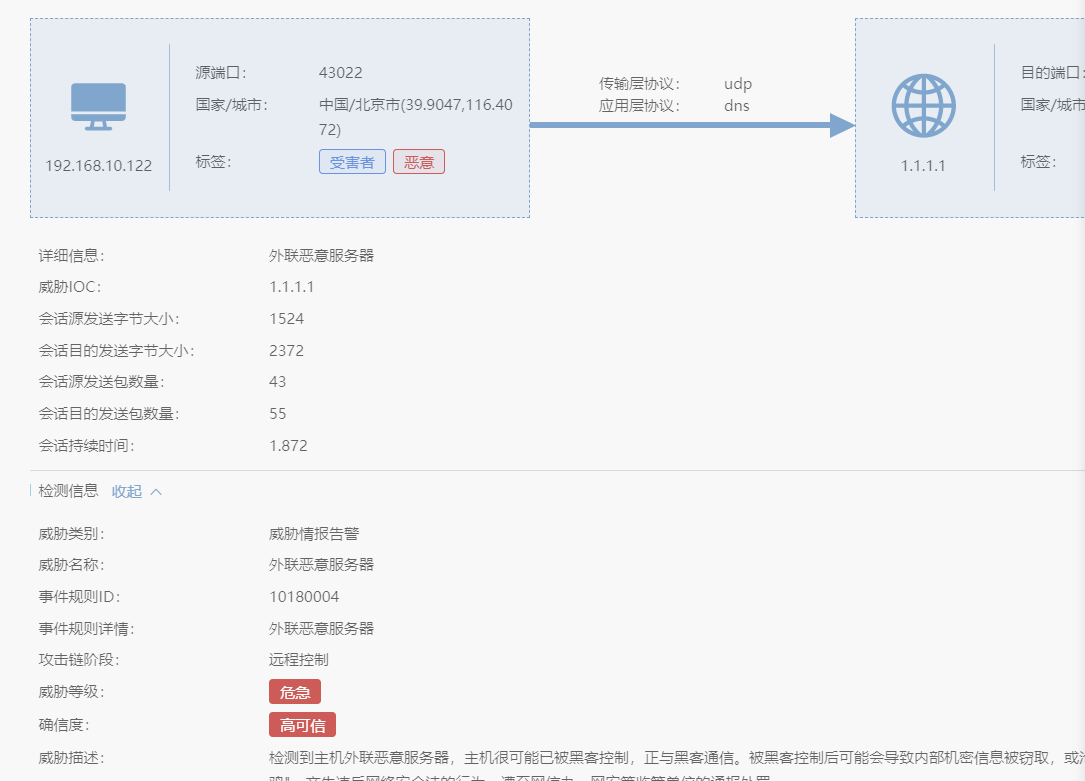 源端口: 43022
国家/城市: 中国/北京市(39.9047,116.40
72)
标签: 受害者 恶意
192.168.10.122
传输层协议: udp
应用层协议: dns
目的端口:
国家/城市
标签:
1.1.1.1
详细信息: 外联恶意服务器
威胁IOC: 1.1.1.1
会话源发送字节大小: 1524
会话目的发送字节大小: 2372
会话源发送包数量: 43
会话目的发送包数量: 55
会话持续时间: 1.872
检测信息 收起
威胁类别: 威胁情报告警
威胁名称: 外联恶意服务器
事件规则ID: 10180004
事件规则详情: 外联恶意服务器
攻击链阶段: 远程控制
威胁等级: 危急
确信度: 高可信
威胁描述: 检测到主机外联恶意服务器，主机很可能已被黑客控制，正与黑客通信。被黑客控制后可能会导致内部机密信息被窃取，或